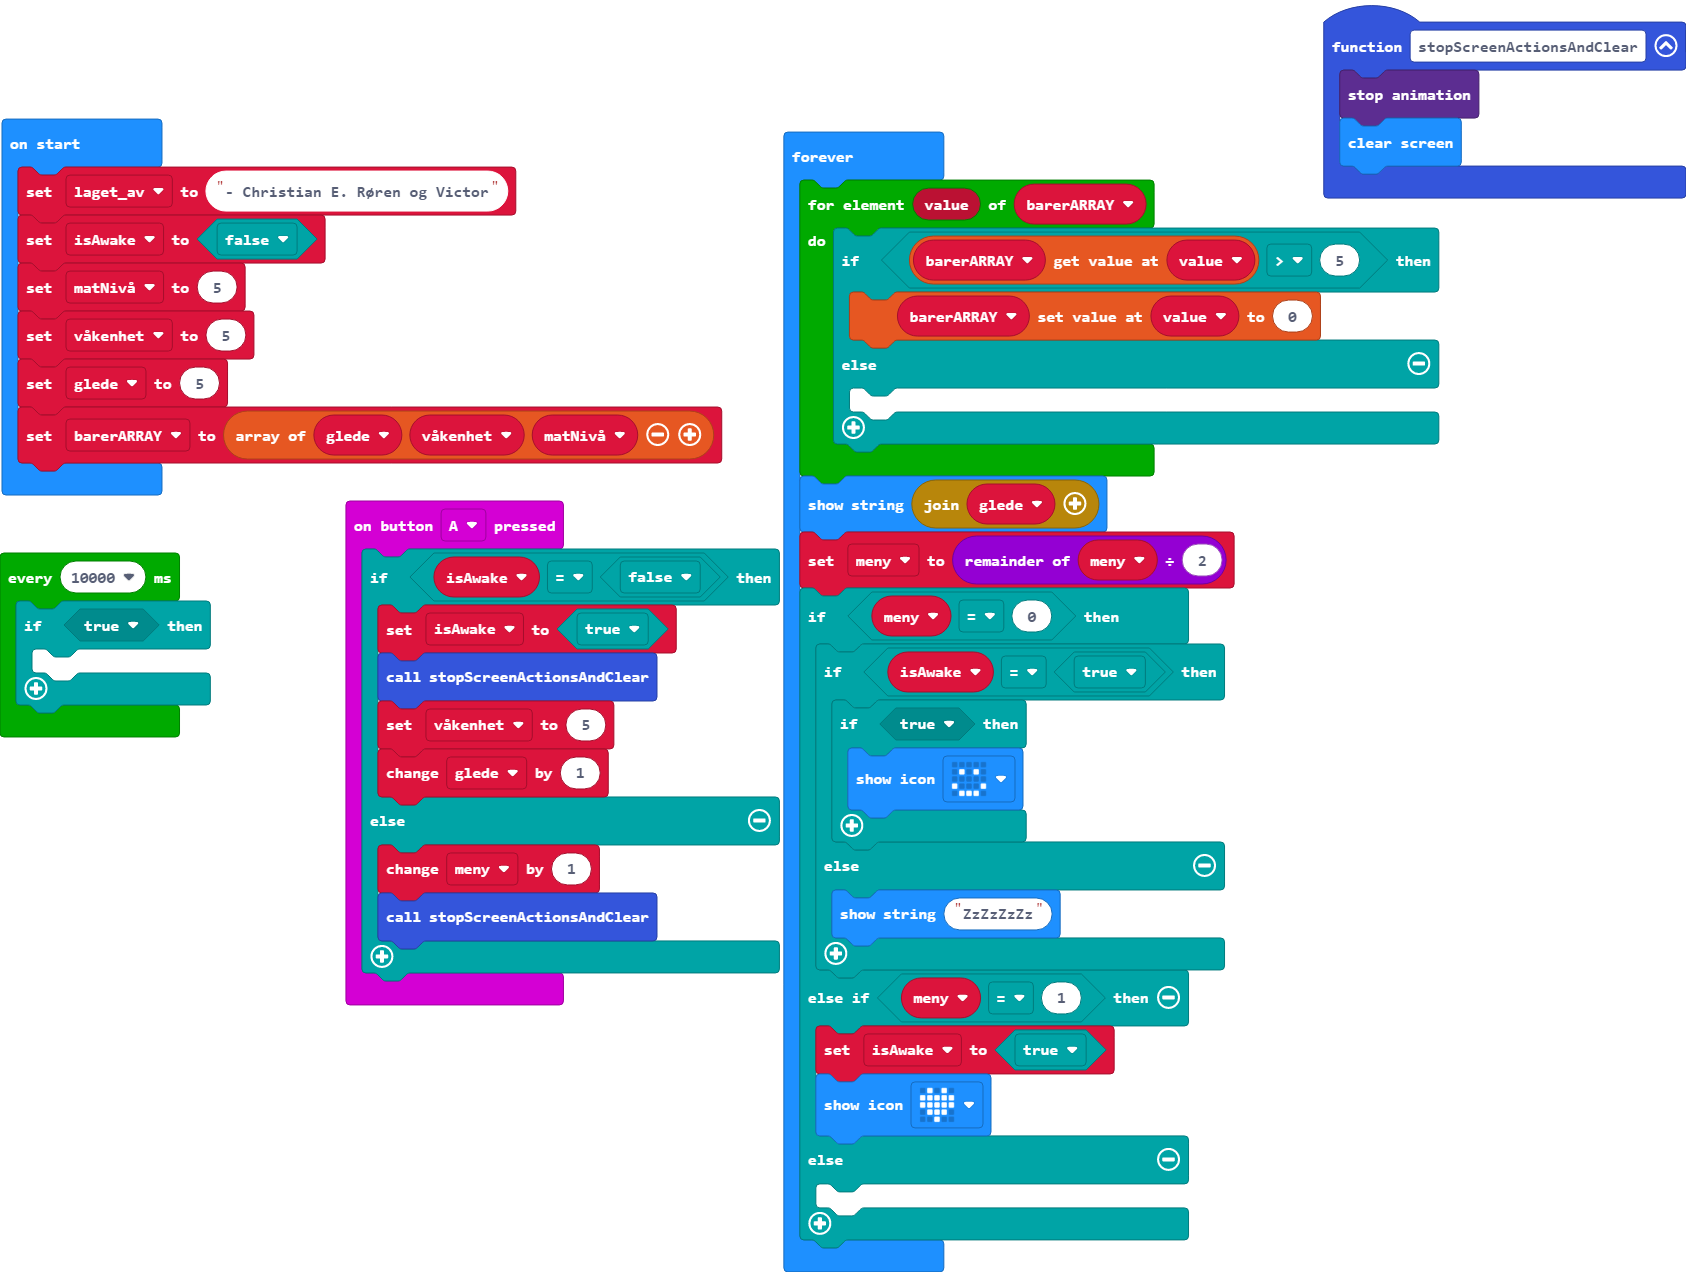 function stopScreenActionsAndClear
stop animation
clear screen
on start
set laget_av to "- Christian E. Røren og Victor"
set isAwake to false
set matNivå to 5
set våkenhet to 5
set glede to 5
set barerARRAY to array of glede våkenhet matNivå
every 10000 ms
if true then
on button A pressed
if isAwake = false then
set isAwake to true
call stopScreenActionsAndClear
set våkenhet to 5
change glede by 1
else
change meny by 1
call stopScreenActionsAndClear
forever
for element value of barerARRAY
do
if barerARRAY get value at value > 5 then
barerARRAY set value at value to 0
else
show string join glede
set meny to remainder of meny ÷ 2
if meny = 0 then
if isAwake = true then
if true then
show icon
else
show string "ZzZzZzZz"
else if meny = 1 then
set isAwake to true
show icon
else